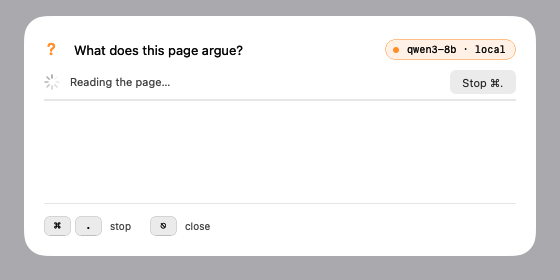 ? What does this page argue? qwen3-8b · local
Reading the page... Stop ⌘.
⌘ . stop ⎋ close